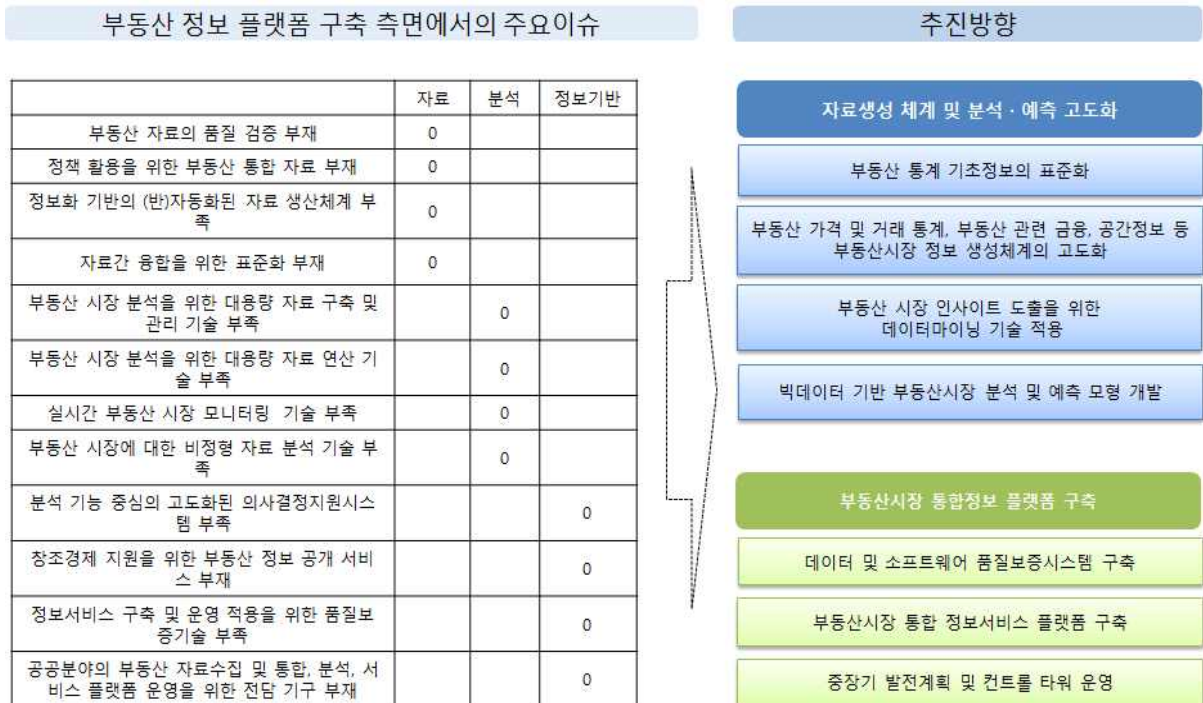 부동산 정보 플랫폼 구축 측면에서의 주요이슈
자료 분석 정보기반
부동산 자료의 품질 검증 부재 0
정책 활용을 위한 부동산 통합 자료 부재 0
정보화 기반의 (반)자동화된 자료 생산체계 부
족 0
자료간 융합을 위한 표준화 부재 0
부동산 시장 분석을 위한 대용량 자료 구축 및
관리 기술 부족 0
부동산 시장 분석을 위한 대용량 자료 연산 기
술 부족 0
실시간 부동산 시장 모니터링 기술 부족 0
부동산 시장에 대한 비정형 자료 분석 기술 부
족 0
분석 기능 중심의 고도화된 의사결정지원시스
템 부족 0
창조경제 지원을 위한 부동산 정보 공개 서비
스 부재 0
정보서비스 구축 및 운영 적용을 위한 품질보
증기술 부족 0
공공분야의 부동산 자료수집 및 통합, 분석, 서
비스 플랫폼 운영을 위한 전담 기구 부재 0
추진방향
자료생성 체계 및 분석 · 예측 고도화
부동산 통계 기초정보의 표준화
부동산 가격 및 거래 통계, 부동산 관련 금융, 공간정보 등
부동산시장 정보 생성체계의 고도화
부동산 시장 인사이트 도출을 위한
데이터마이닝 기술 적용
빅데이터 기반 부동산시장 분석 및 예측 모형 개발
부동산시장 통합정보 플랫폼 구축
데이터 및 소프트웨어 품질보증시스템 구축
부동산시장 통합 정보서비스 플랫폼 구축
중장기 발전계획 및 컨트롤 타워 운영